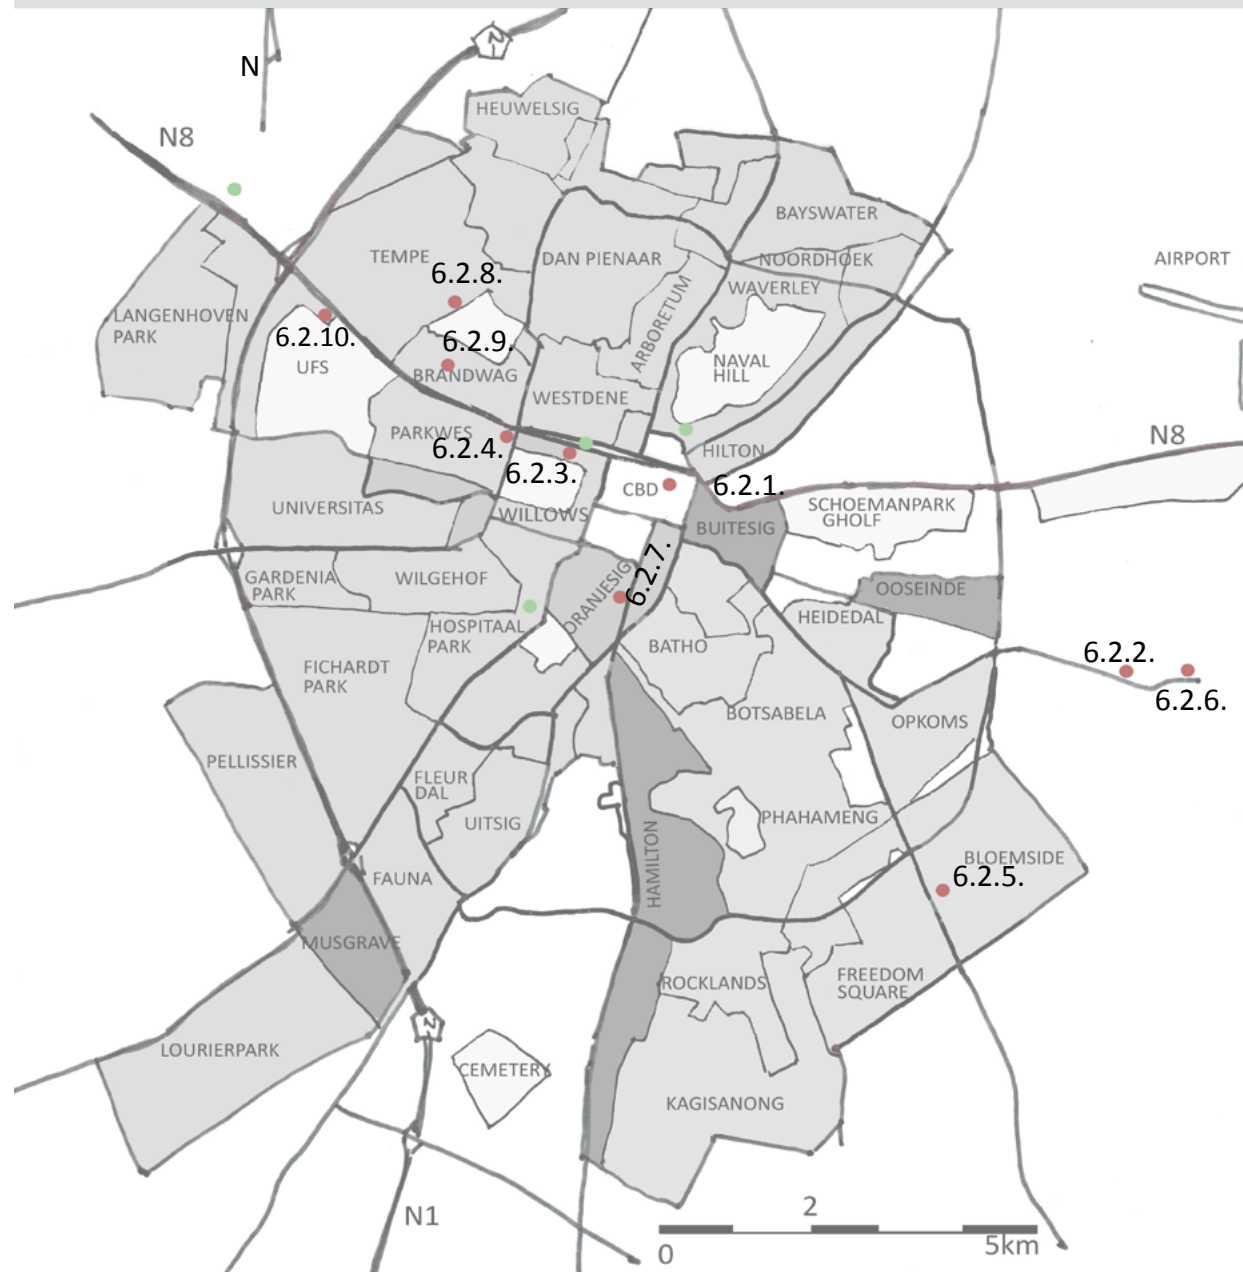 N
N8
HEUWELSIG
BAYSWATER
TEMPE
DAN PIENAAR
NOORDHOEK
AIRPORT
6.2.8.
WAVERLEY
ARBORETUM
LANGENHOVEN
PARK
6.2.10.
6.2.9.
UFS
BRANDWAG
NAVAL
HILL
WESTDENE
PARKWES
6.2.4.
N8
HILTON
6.2.3.
CBD
6.2.1.
UNIVERSITAS
WILLOWS
SCHOEMANPARK
GHOLF
BUITESIG
GARDENIA
PARK
WILGEHOF
ORANJESIG
6.2.7.
OOSEINDE
HEIDEDAL
HOSPITAAL
PARK
BATHO
6.2.2.
6.2.6.
FICHARDT
PARK
BOTSABELA
OPKOMS
PELLISSIER
FLEUR
DAL
UITSIG
PHAHAMENG
HAMILTON
BLOEMSIDE
6.2.5.
FAUNA
MUSGRAVE
ROCKLANDS
FREEDOM
SQUARE
LOURIERPARK
CEMETERY
KAGISANONG
N1
2
0
5km